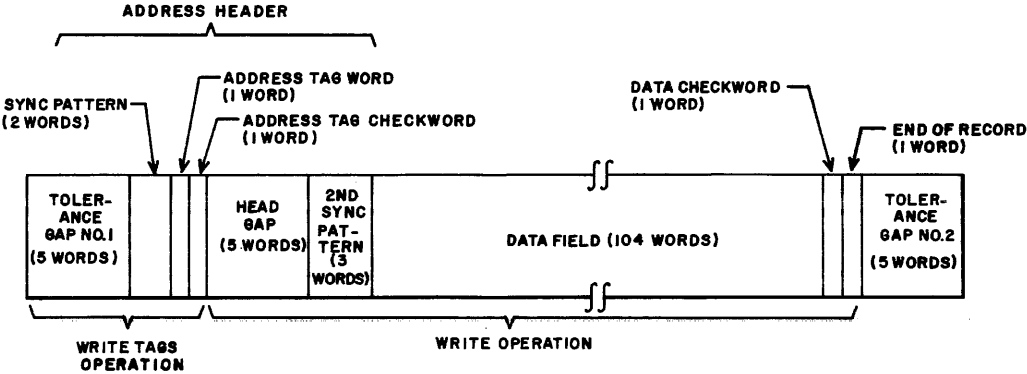 ADDRESS HEADER
ADDRESS TAG WORD
(1 WORD)
SYNC PATTERN
(2 WORDS)
ADDRESS TAG CHECKWORD
(1 WORD)
DATA CHECKWORD
(1 WORD)
END OF RECORD
(1 WORD)
TOLER-
ANCE
GAP NO.1
(5 WORDS)
HEAD
GAP
(5 WORDS)
2ND
SYNC
PAT-
TERN
(3
WORDS)
DATA FIELD (104 WORDS)
TOLER-
ANCE
GAP NO.2
(5 WORDS)
WRITE TAGS
OPERATION
WRITE OPERATION